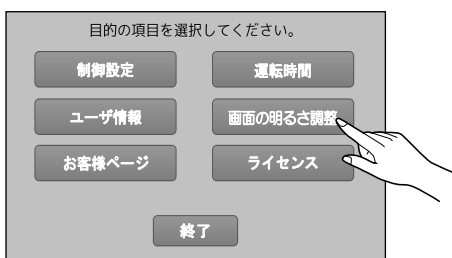 目的の項目を選択してください。
制御設定
運転時間
ユーザ情報
画面の明るさ調整
お客様ページ
ライセンス
終了